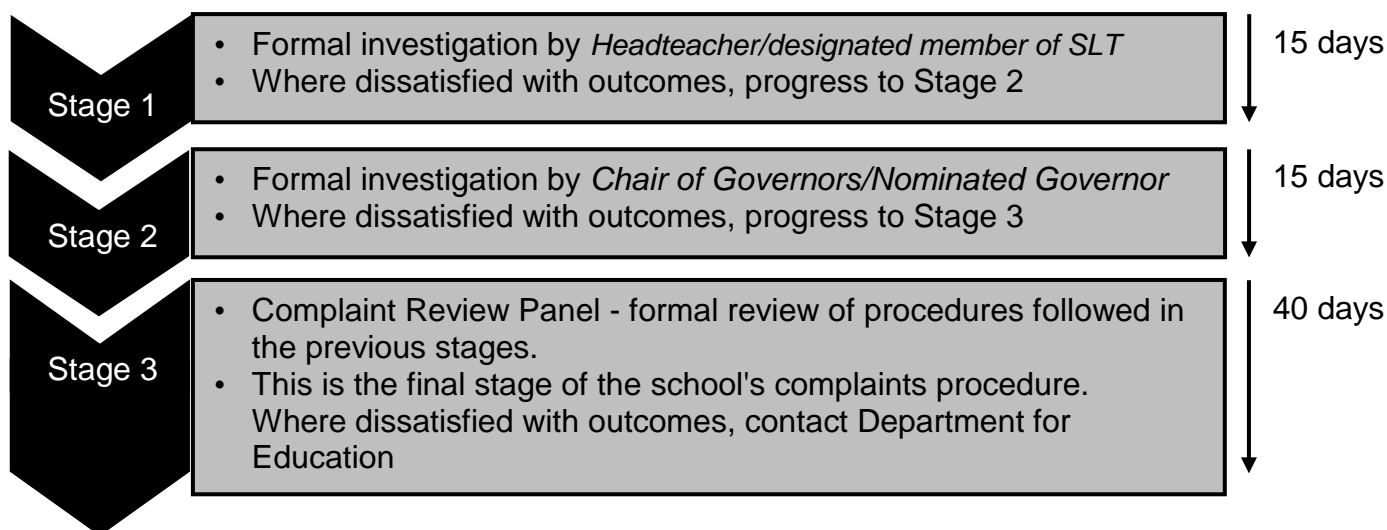 Stage 1
• Formal investigation by Headteacher/designated member of SLT
• Where dissatisfied with outcomes, progress to Stage 2
15 days
Stage 2
• Formal investigation by Chair of Governors/Nominated Governor
• Where dissatisfied with outcomes, progress to Stage 3
15 days
Stage 3
• Complaint Review Panel - formal review of procedures followed in
the previous stages.
• This is the final stage of the school's complaints procedure.
Where dissatisfied with outcomes, contact Department for
Education
40 days